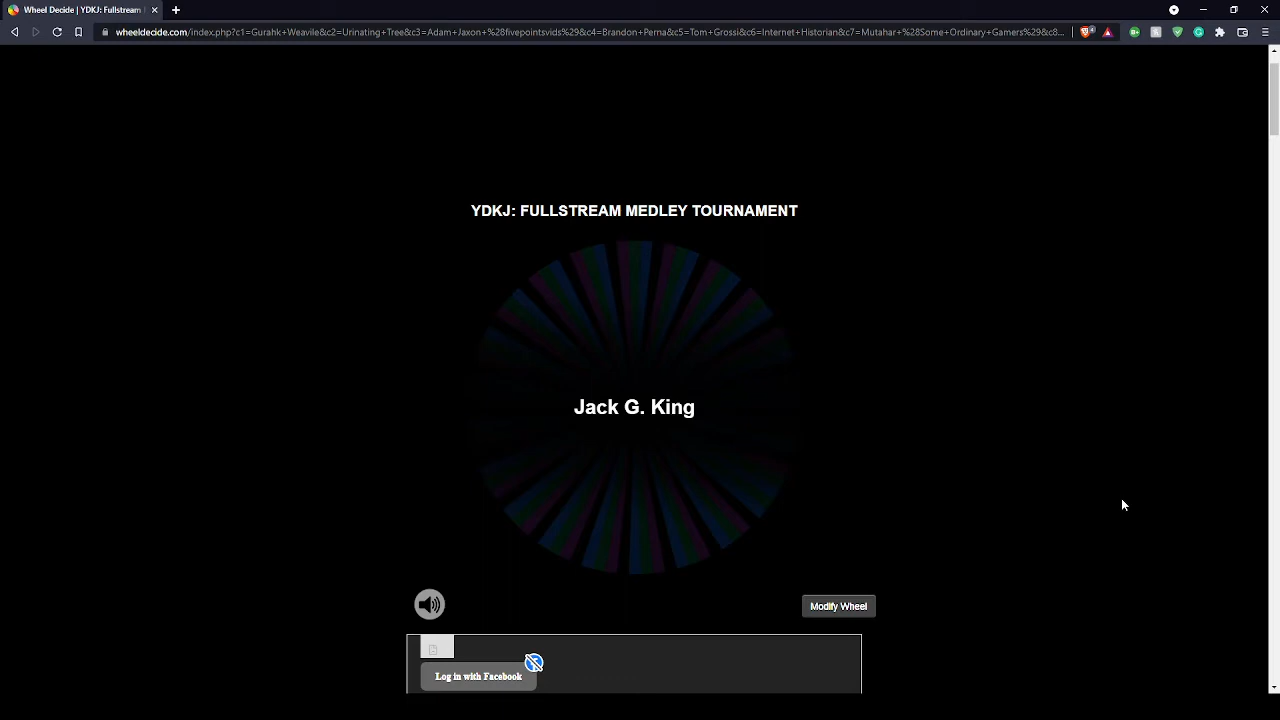 Wheel Decide | YDKJ: Fullstream
wheeldecide.com/index.php?c1=Gurahk+Weavile&c2=Urinating+Tree&c3=Adam+Jaxon+%28fivepointsvids%29&c4=Brandon+Perna&c5=Tom+Grossi&c6=Internet+Historian&c7=Mutahar+%28Some+Ordinary+Gamers%29&c8...
YDKJ: FULLSTREAM MEDLEY TOURNAMENT
Jack G. King
Modify Wheel
Log in with Facebook